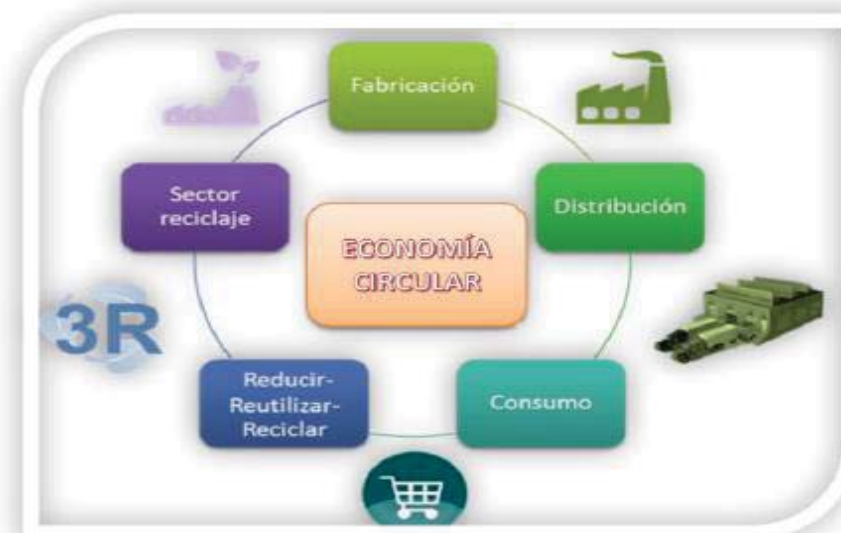 Fabricación
Distribución
Consumo
Reducir-
Reutilizar-
Reciclar
Sector
reciclaje
ECONOMÍA
CIRCULAR
3R